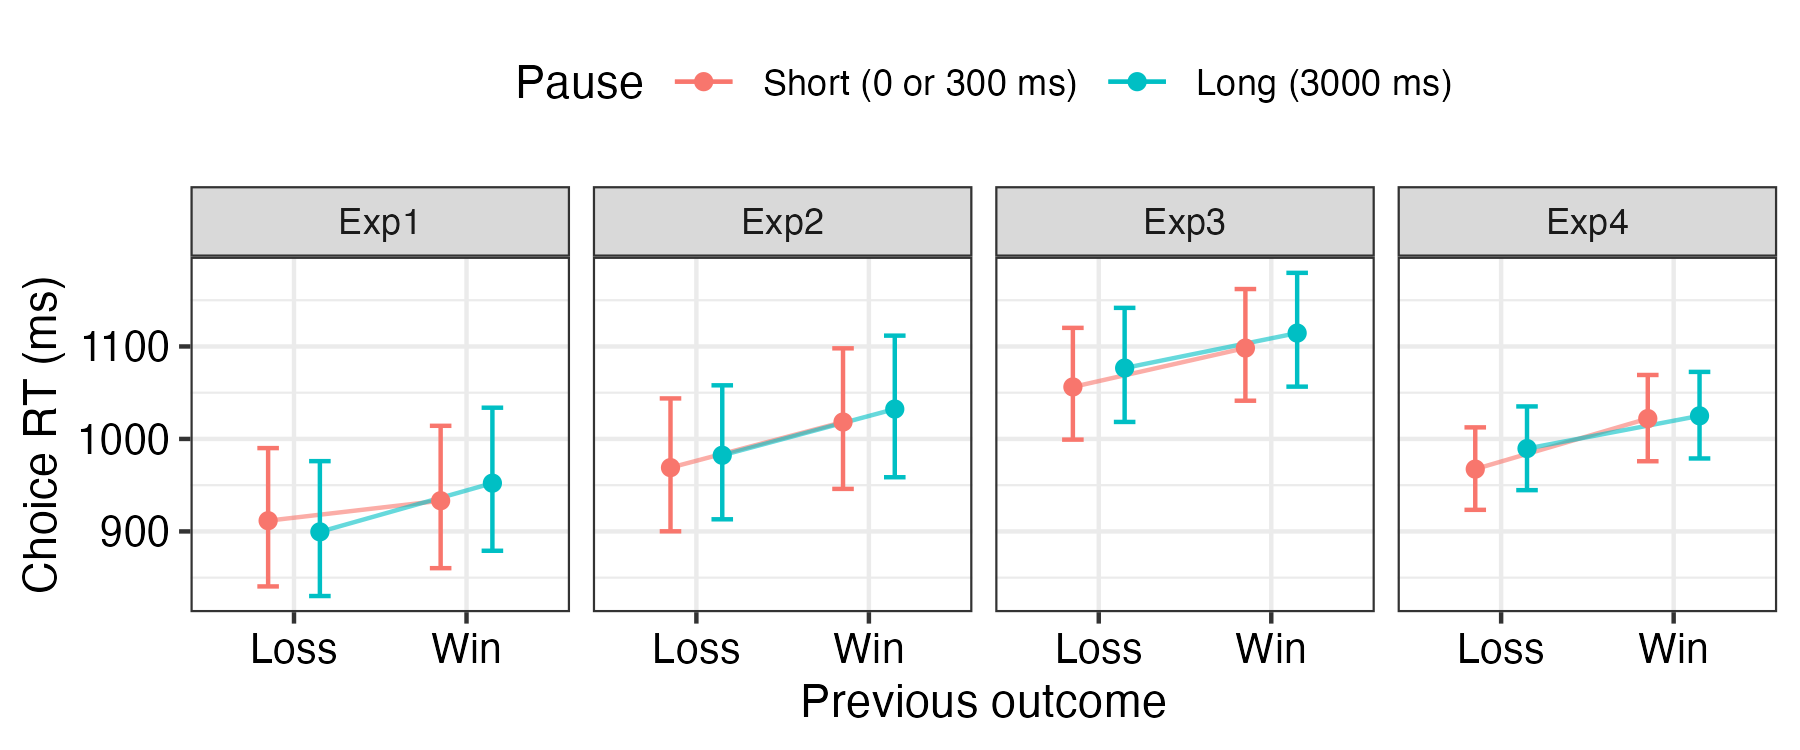 Pause Short (0 or 300 ms) Long (3000 ms)
Exp1 Exp2 Exp3 Exp4
Choice RT (ms)
1100
1000
900
Loss Win Loss Win Loss Win Loss Win
Previous outcome